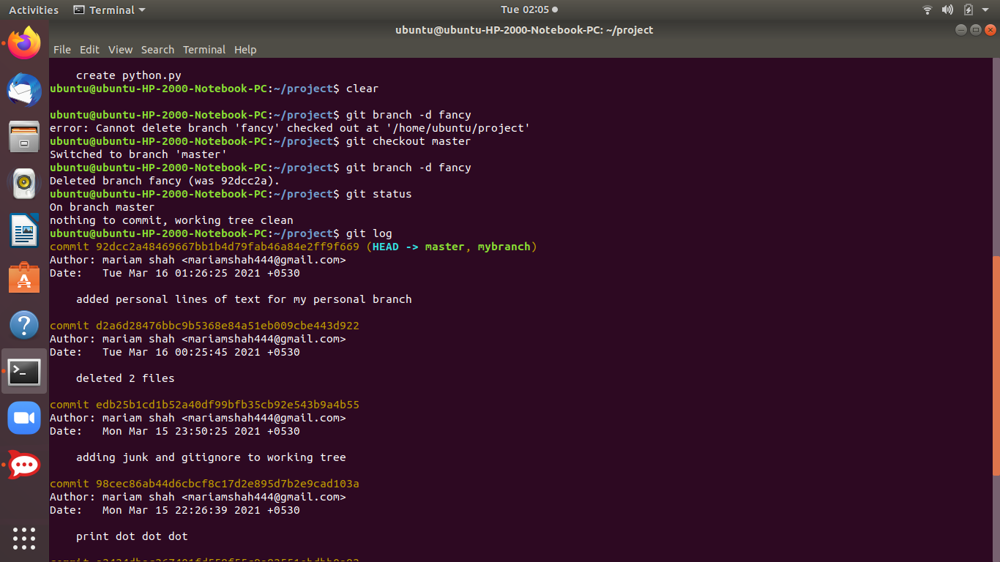 Activities Terminal Tue 02:05
ubuntu@ubuntu-HP-2000-Notebook-PC: ~/project
File Edit View Search Terminal Help
create python.py
ubuntu@ubuntu-HP-2000-Notebook-PC:~/project$ clear
ubuntu@ubuntu-HP-2000-Notebook-PC:~/project$ git branch -d fancy
error: Cannot delete branch 'fancy' checked out at '/home/ubuntu/project'
ubuntu@ubuntu-HP-2000-Notebook-PC:~/project$ git checkout master
Switched to branch 'master'
ubuntu@ubuntu-HP-2000-Notebook-PC:~/project$ git branch -d fancy
Deleted branch fancy (was 92dcc2a).
ubuntu@ubuntu-HP-2000-Notebook-PC:~/project$ git status
On branch master
nothing to commit, working tree clean
ubuntu@ubuntu-HP-2000-Notebook-PC:~/project$ git log
commit 92dcc2a48469667bb1b4d79fab46a84e2ff9f669 (HEAD -> master, mybranch)
Author: mariam shah <mariamshah444@gmail.com>
Date:   Tue Mar 16 01:26:25 2021 +0530
added personal lines of text for my personal branch
commit d2a6d28476bbc9b5368e84a51eb009cbe443d922
Author: mariam shah <mariamshah444@gmail.com>
Date:   Tue Mar 16 00:25:45 2021 +0530
deleted 2 files
commit edb25b1cd1b52a40df99bfb35cb92e543b9a4b55
Author: mariam shah <mariamshah444@gmail.com>
Date:   Mon Mar 15 23:50:25 2021 +0530
adding junk and gitignore to working tree
commit 98cec86ab44d6cbcf8c17d2e895d7b2e9cad103a
Author: mariam shah <mariamshah444@gmail.com>
Date:   Mon Mar 15 22:26:39 2021 +0530
print dot dot dot
commit